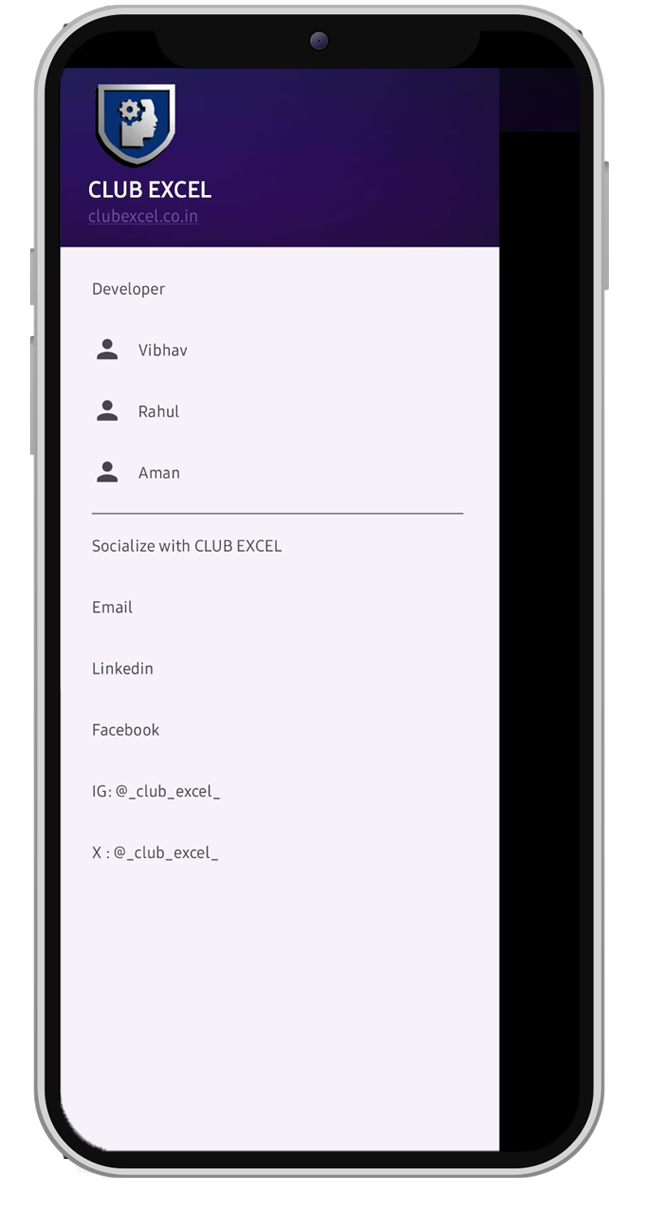 CLUB EXCEL
clubexcel.co.in
Developer
Vibhav
Rahul
Aman
Socialize with CLUB EXCEL
Email
Linkedin
Facebook
IG: @_club_excel_
X : @_club_excel_